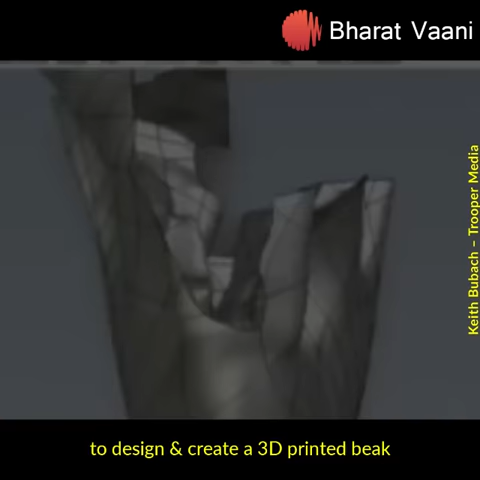 Bharat Vaani
Keith Bubach – Trooper Media
to design & create a 3D printed beak